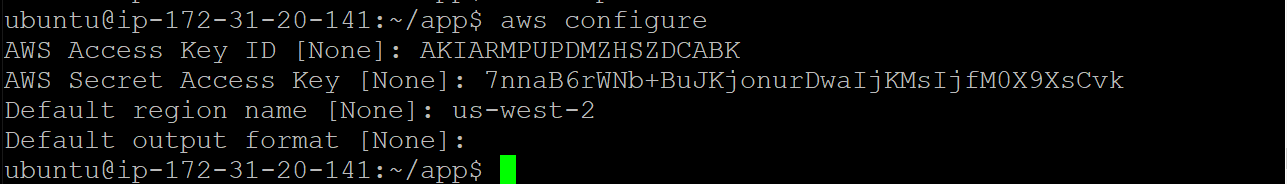 ubuntu@ip-172-31-20-141:~/app$ aws configure
AWS Access Key ID [None]: AKIARMPUPDMZHSZDCABK
AWS Secret Access Key [None]: 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
Default region name [None]: us-west-2
Default output format [None]:
ubuntu@ip-172-31-20-141:~/app$